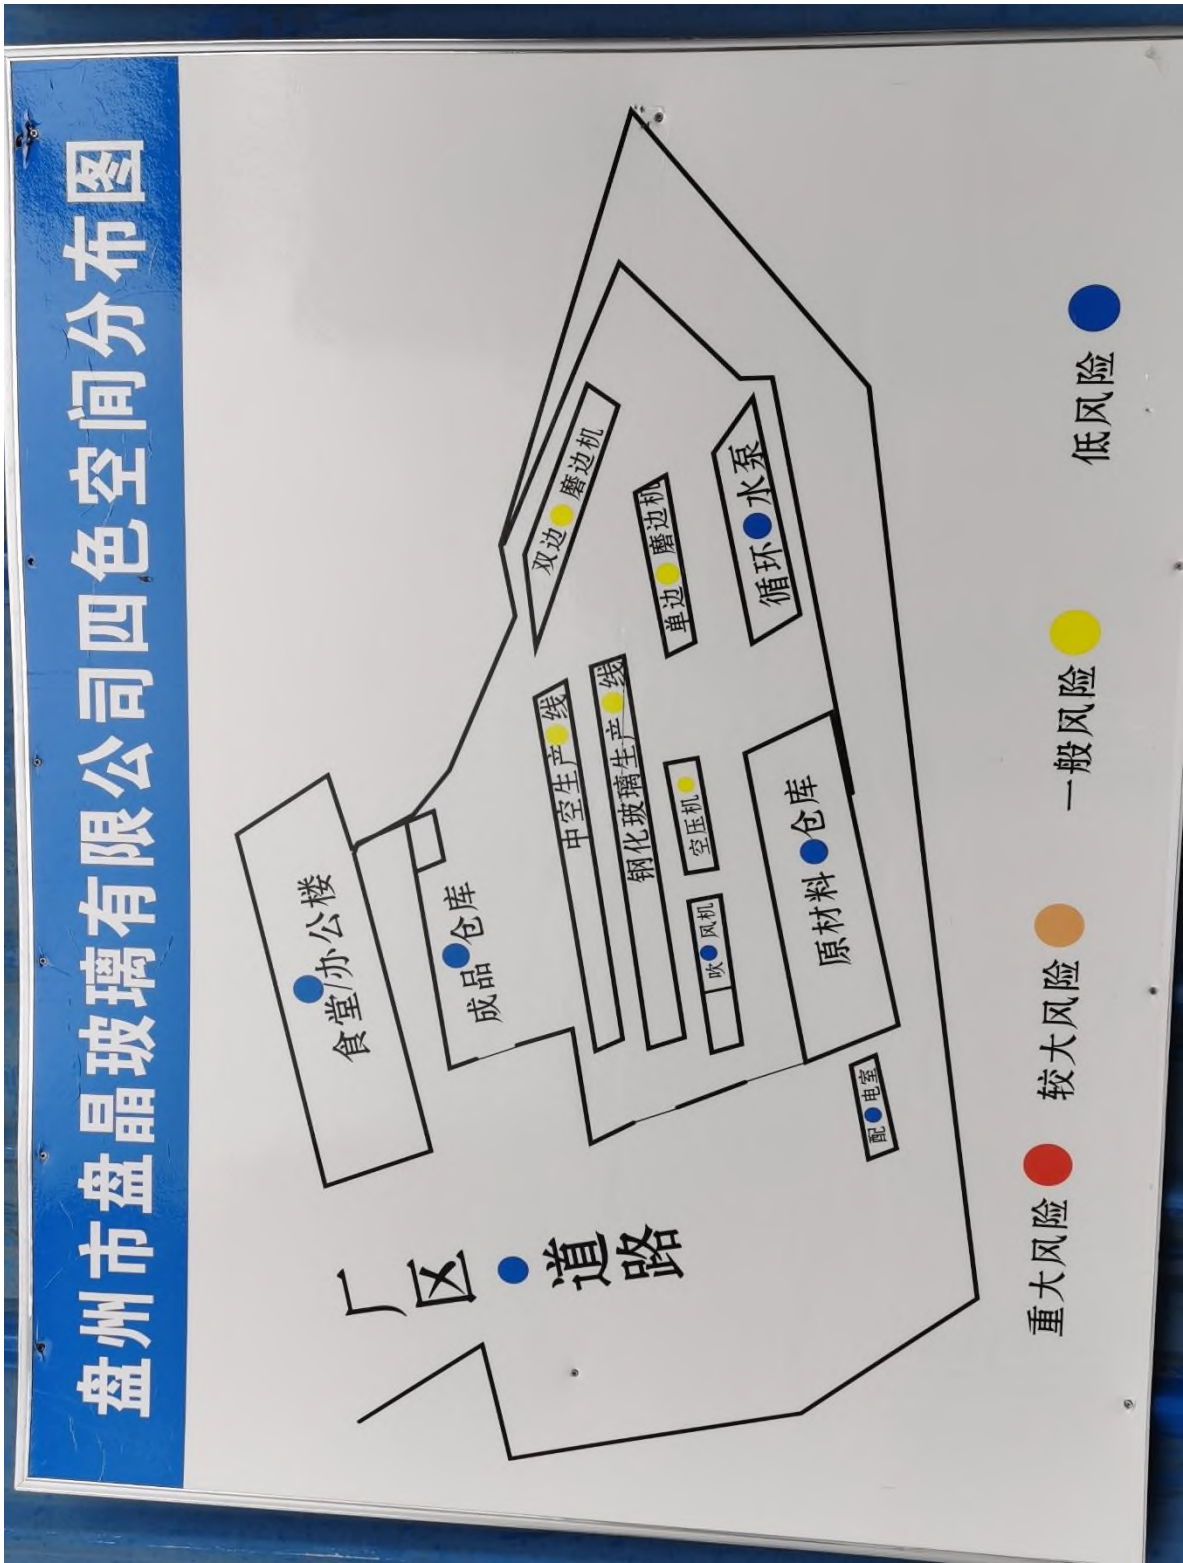 盘州市盘晶玻璃有限公司四色空间分布图
食堂/办公楼
成品仓库
双边磨边机
中空生产线
钢化玻璃生产线
单边磨边机
空压机
吹风机
循环水泵
原材料仓库
配电室
厂区道路
重大风险
较大风险
一般风险
低风险